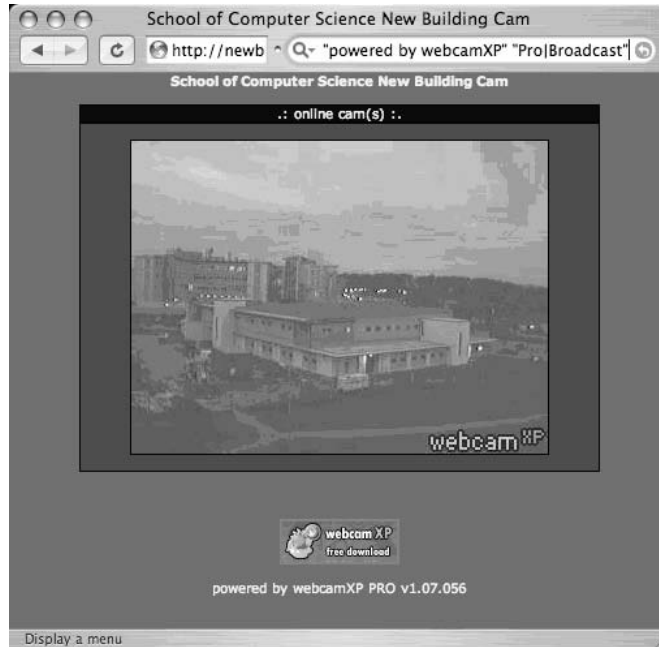 School of Computer Science New Building Cam
http://newb "powered by webcamXP" "Pro|Broadcast"
School of Computer Science New Building Cam
.: online cam(s) :.
webcam XP
webcam XP
free download
powered by webcamXP PRO v1.07.056
Display a menu